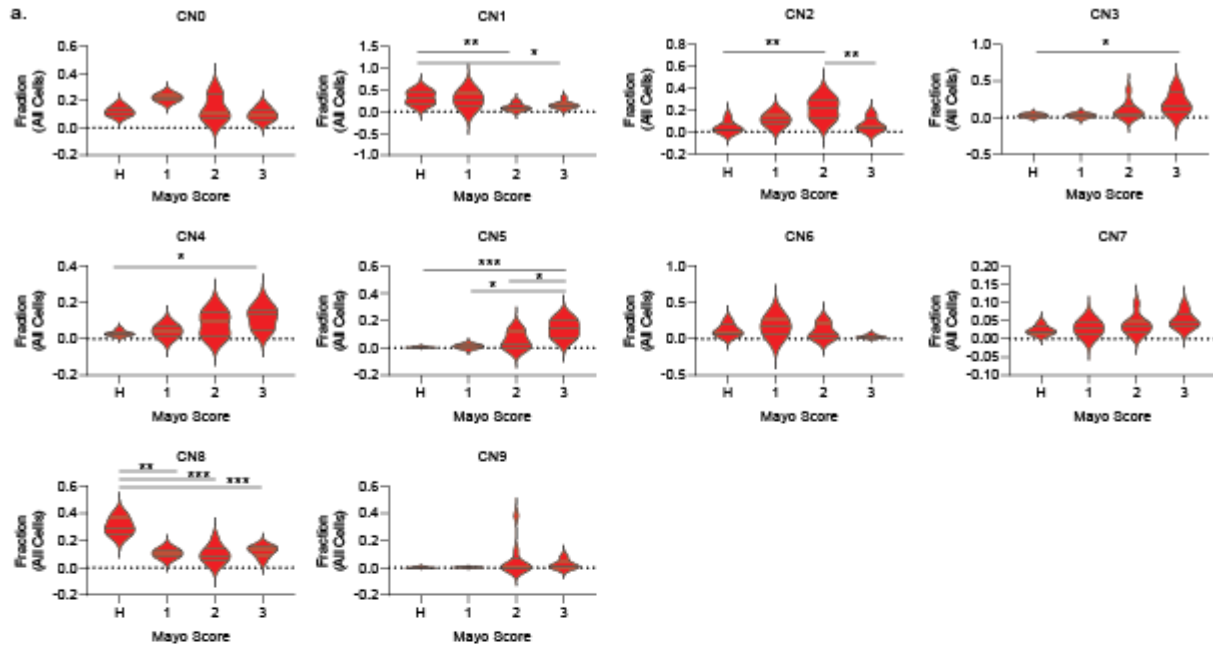 a.
CN0
Fraction
(All Cells)
0.6
0.4
0.2
0.0
-0.2
H 1 2 3
Mayo Score
CN1
Fraction
(All Cells)
1.5
1.0
0.5
0.0
-0.5
-1.0
**
*
H 1 2 3
Mayo Score
CN2
Fraction
(All Cells)
0.8
0.6
0.4
0.2
0.0
-0.2
** **
H 1 2 3
Mayo Score
CN3
Fraction
(All Cells)
1.0
0.5
0.0
-0.5
*
H 1 2 3
Mayo Score
CN4
Fraction
(All Cells)
0.4
0.2
0.0
-0.2
*
H 1 2 3
Mayo Score
CN5
Fraction
(All Cells)
0.6
0.4
0.2
0.0
-0.2
***
*
*
H 1 2 3
Mayo Score
CN6
Fraction
(All Cells)
1.0
0.5
0.0
-0.5
H 1 2 3
Mayo Score
CN7
Fraction
(All Cells)
0.20
0.15
0.10
0.05
0.00
-0.05
-0.10
H 1 2 3
Mayo Score
CN8
Fraction
(All Cells)
0.6
0.4
0.2
0.0
-0.2
**
***
***
H 1 2 3
Mayo Score
CN9
Fraction
(All Cells)
0.6
0.4
0.2
0.0
-0.2
H 1 2 3
Mayo Score